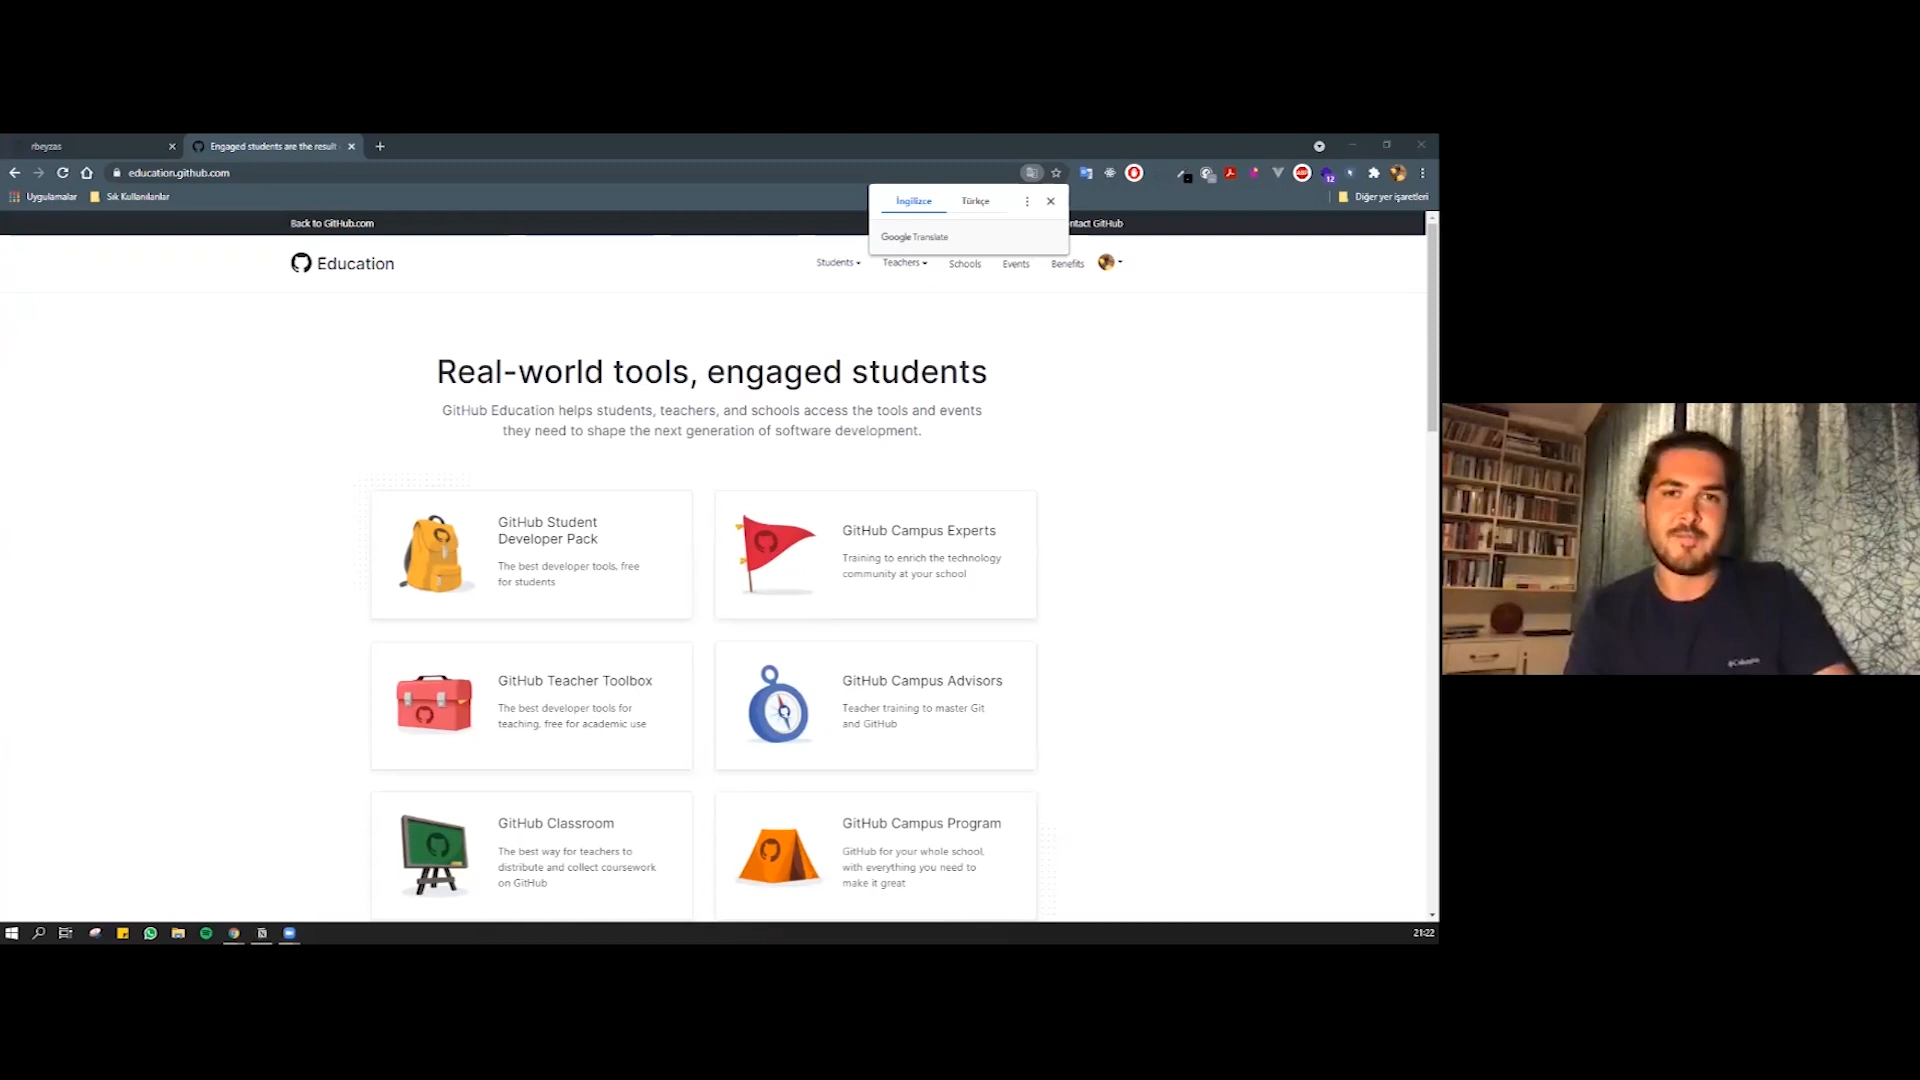 rbeyzas
Engaged students are the result
education.github.com
12
Uygulamalar
Sık Kullanılanlar
Diğer yer işaretleri
İngilizce
Türkçe
Google Translate
Back to GitHub.com
ntact GitHub
Education
Students
Teachers
Schools
Events
Benefits
Real-world tools, engaged students
GitHub Education helps students, teachers, and schools access the tools and events
they need to shape the next generation of software development.
GitHub Student
Developer Pack
The best developer tools, free
for students
GitHub Campus Experts
Training to enrich the technology
community at your school
GitHub Teacher Toolbox
The best developer tools for
teaching, free for academic use
GitHub Campus Advisors
Teacher training to master Git
and GitHub
GitHub Classroom
The best way for teachers to
distribute and collect coursework
on GitHub
GitHub Campus Program
GitHub for your whole school,
with everything you need to
make it great
21:22
Columbia